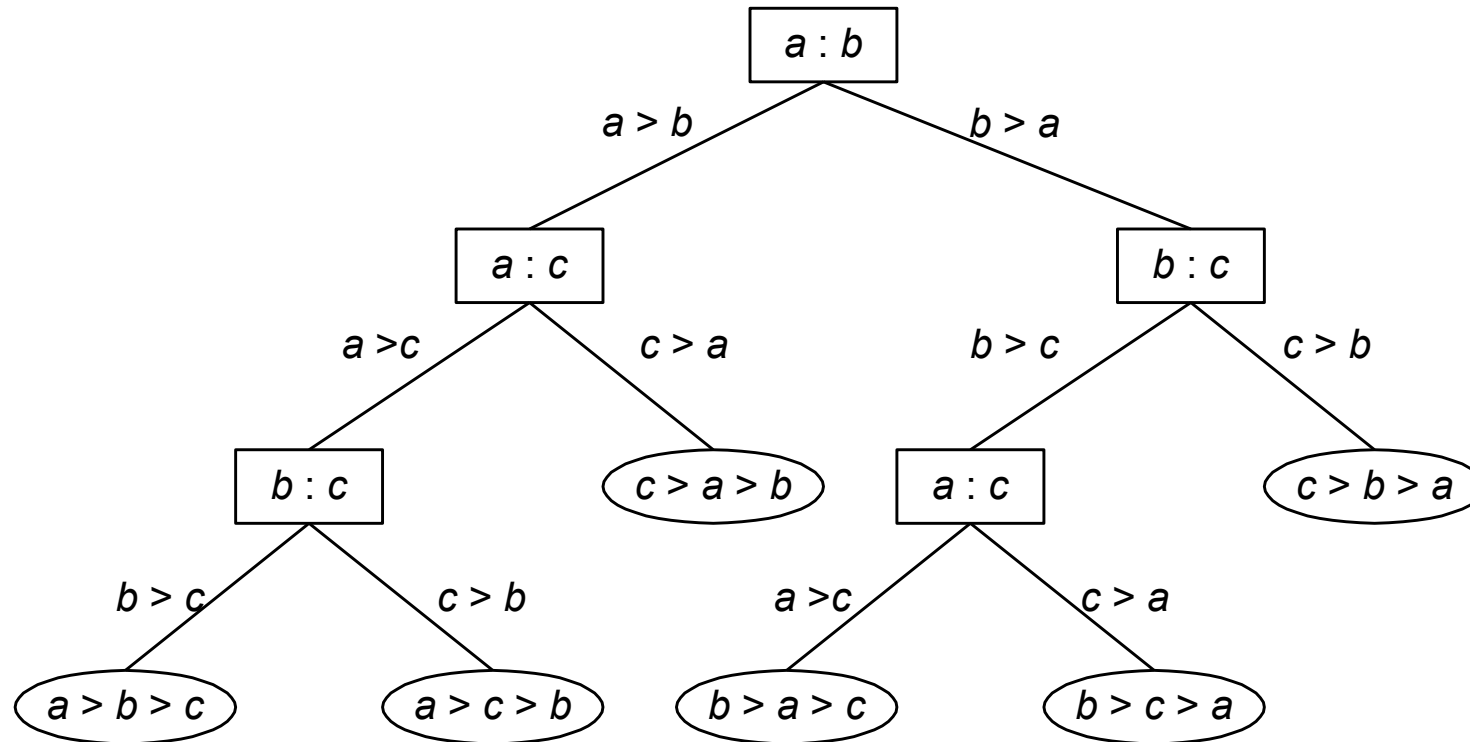 a : b
a > b
b > a
a : c
b : c
a >c
c > a
b > c
c > b
b : c
c > a > b
a : c
c > b > a
b > c
c > b
a >c
c > a
a > b > c
a > c > b
b > a > c
b > c > a